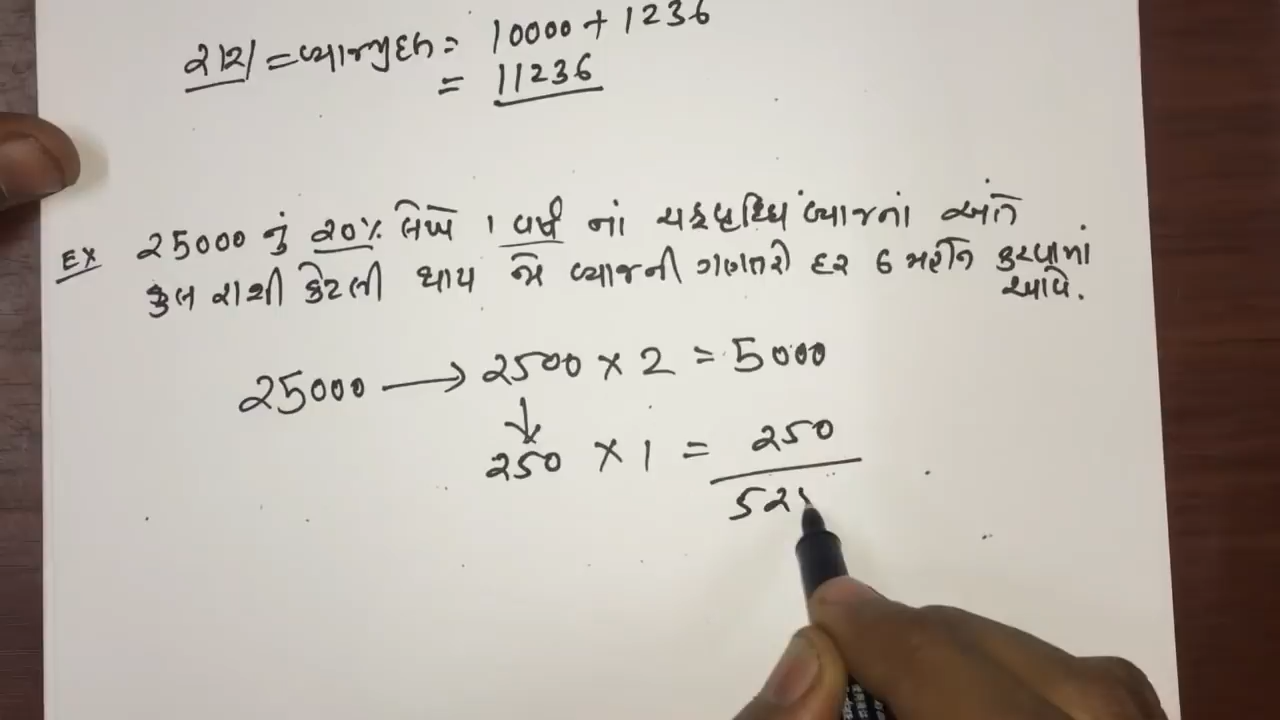 રાશિ = વ્યાજમુદલ = 10000 + 1236
= 11236
EX 25000 નું 20% લેખે 1 વર્ષ નાં ચક્રવૃધ્ધિ વ્યાજનાં અંતે
કુલ રાશી કેટલી થાય જો વ્યાજની ગણતરી દર 6 મહીને કરવામાં
આવે.
25000 → 2500 × 2 = 5000
250 × 1 = 250
525